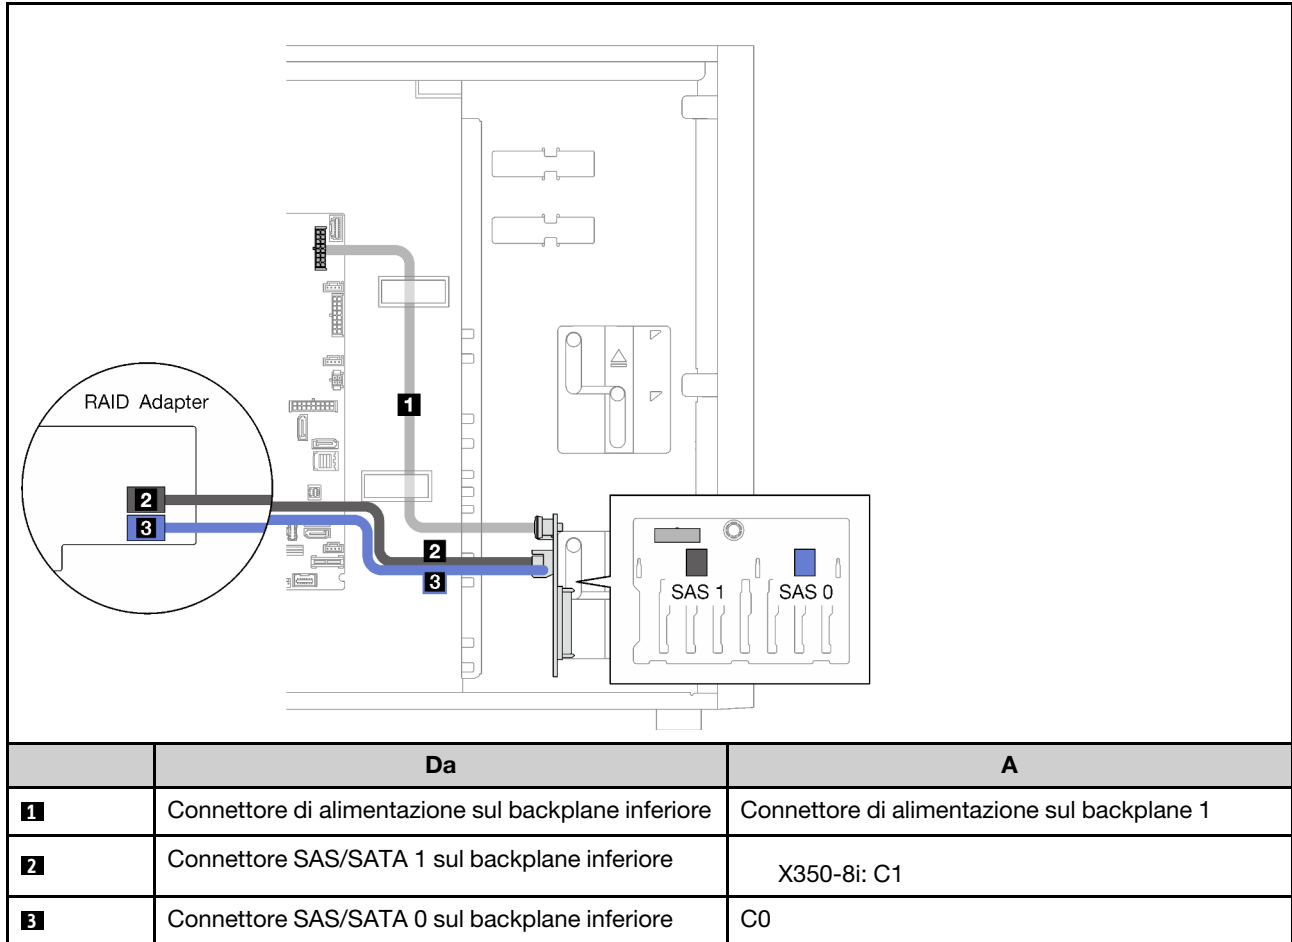 RAID Adapter
1
2
3
2
3
SAS 1
SAS 0
Da
A
1
Connettore di alimentazione sul backplane inferiore
Connettore di alimentazione sul backplane 1
2
Connettore SAS/SATA 1 sul backplane inferiore
X350-8i: C1
3
Connettore SAS/SATA 0 sul backplane inferiore
C0